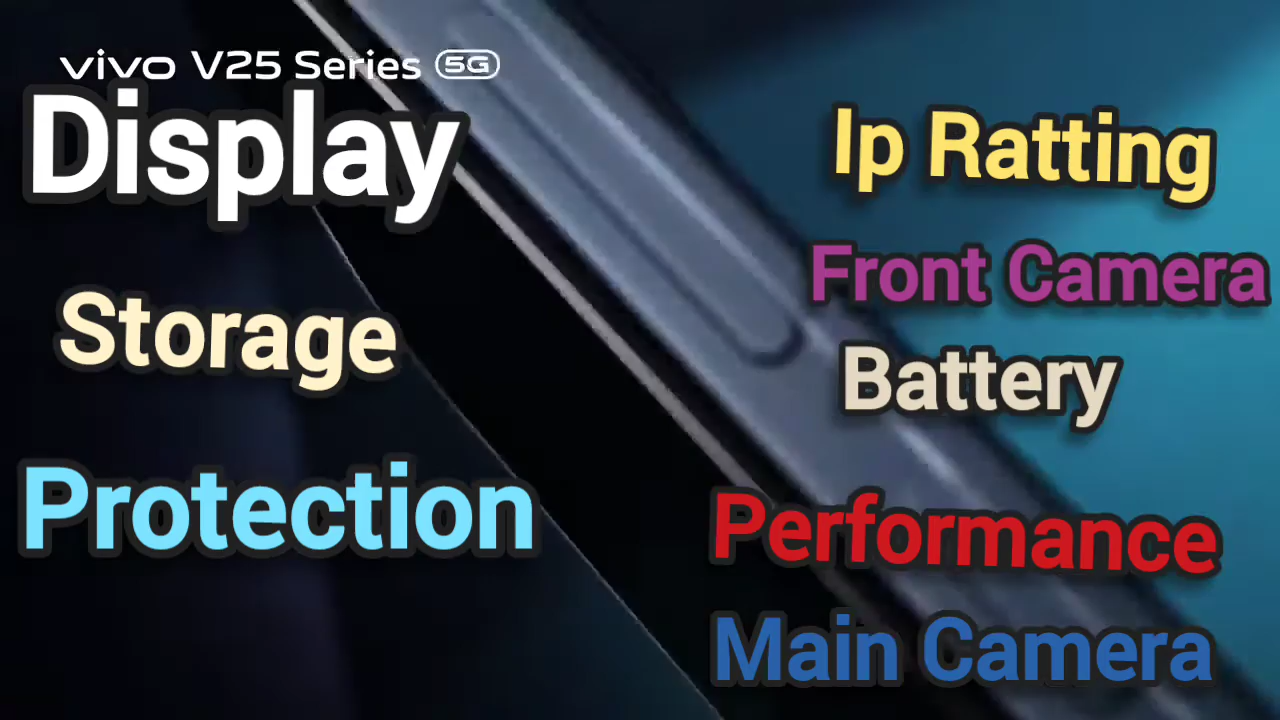 vivo V25 Series 5G
Display
Storage
Protection
Ip Ratting
Front Camera
Battery
Performance
Main Camera